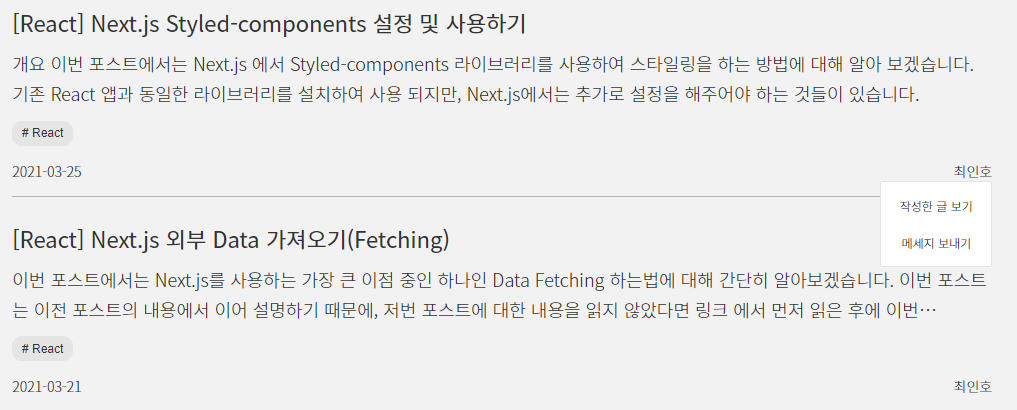 [React] Next.js Styled-components 설정 및 사용하기
개요 이번 포스트에서는 Next.js 에서 Styled-components 라이브러리를 사용하여 스타일링을 하는 방법에 대해 알아 보겠습니다.
기존 React 앱과 동일한 라이브러리를 설치하여 사용 되지만, Next.js에서는 추가로 설정을 해주어야 하는 것들이 있습니다.
# React
2021-03-25 최인호
작성한 글 보기
메세지 보내기
[React] Next.js 외부 Data 가져오기(Fetching)
이번 포스트에서는 Next.js를 사용하는 가장 큰 이점 중인 하나인 Data Fetching 하는법에 대해 간단히 알아보겠습니다. 이번 포스트
는 이전 포스트의 내용에서 이어 설명하기 때문에, 저번 포스트에 대한 내용을 읽지 않았다면 링크 에서 먼저 읽은 후에 이번…
# React
2021-03-21 최인호